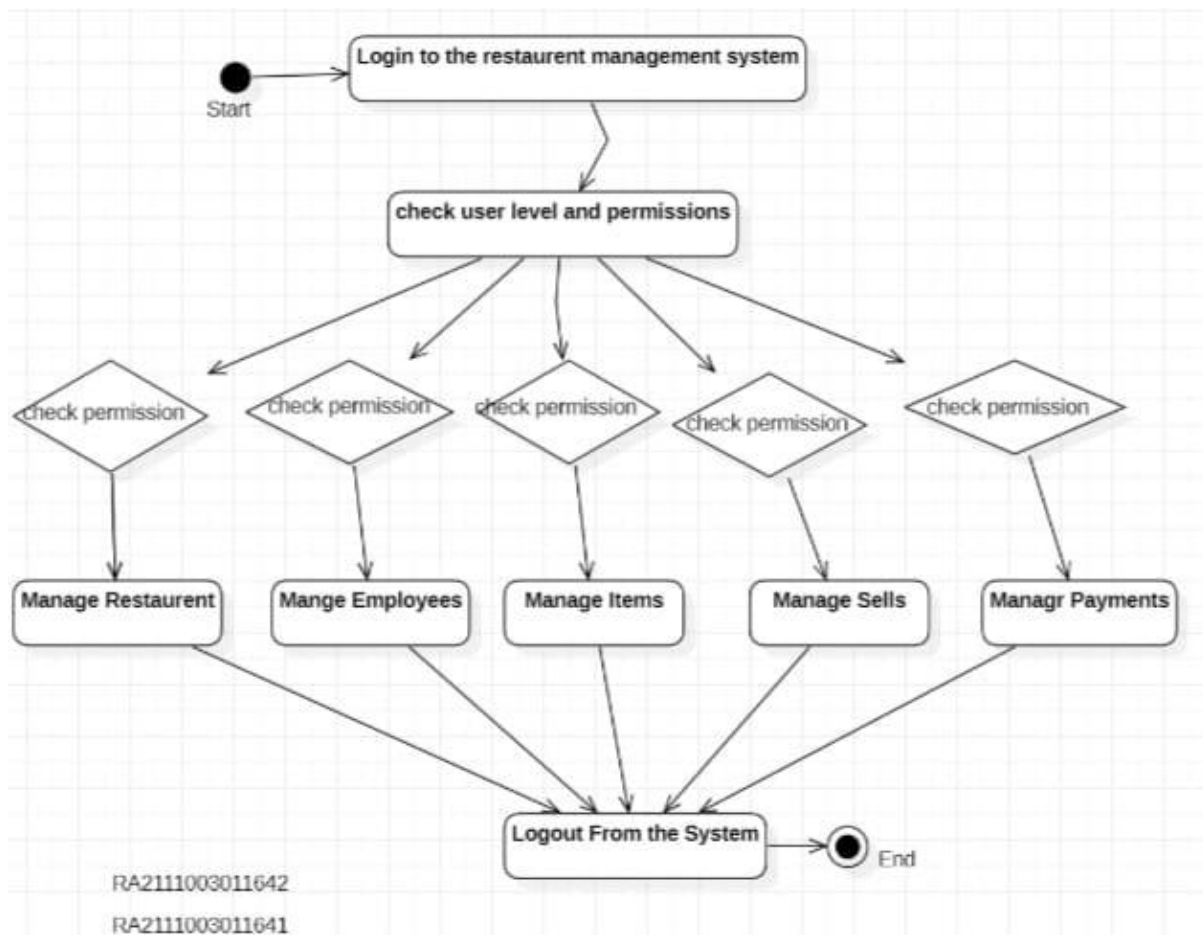 Login to the restaurent management system
Start
check user level and permissions
check permission
check permission
check permission
check permission
check permission
Manage Restaurent
Mange Employees
Manage Items
Manage Sells
Managr Payments
Logout From the System
End
RA2111003011642
RA2111003011641